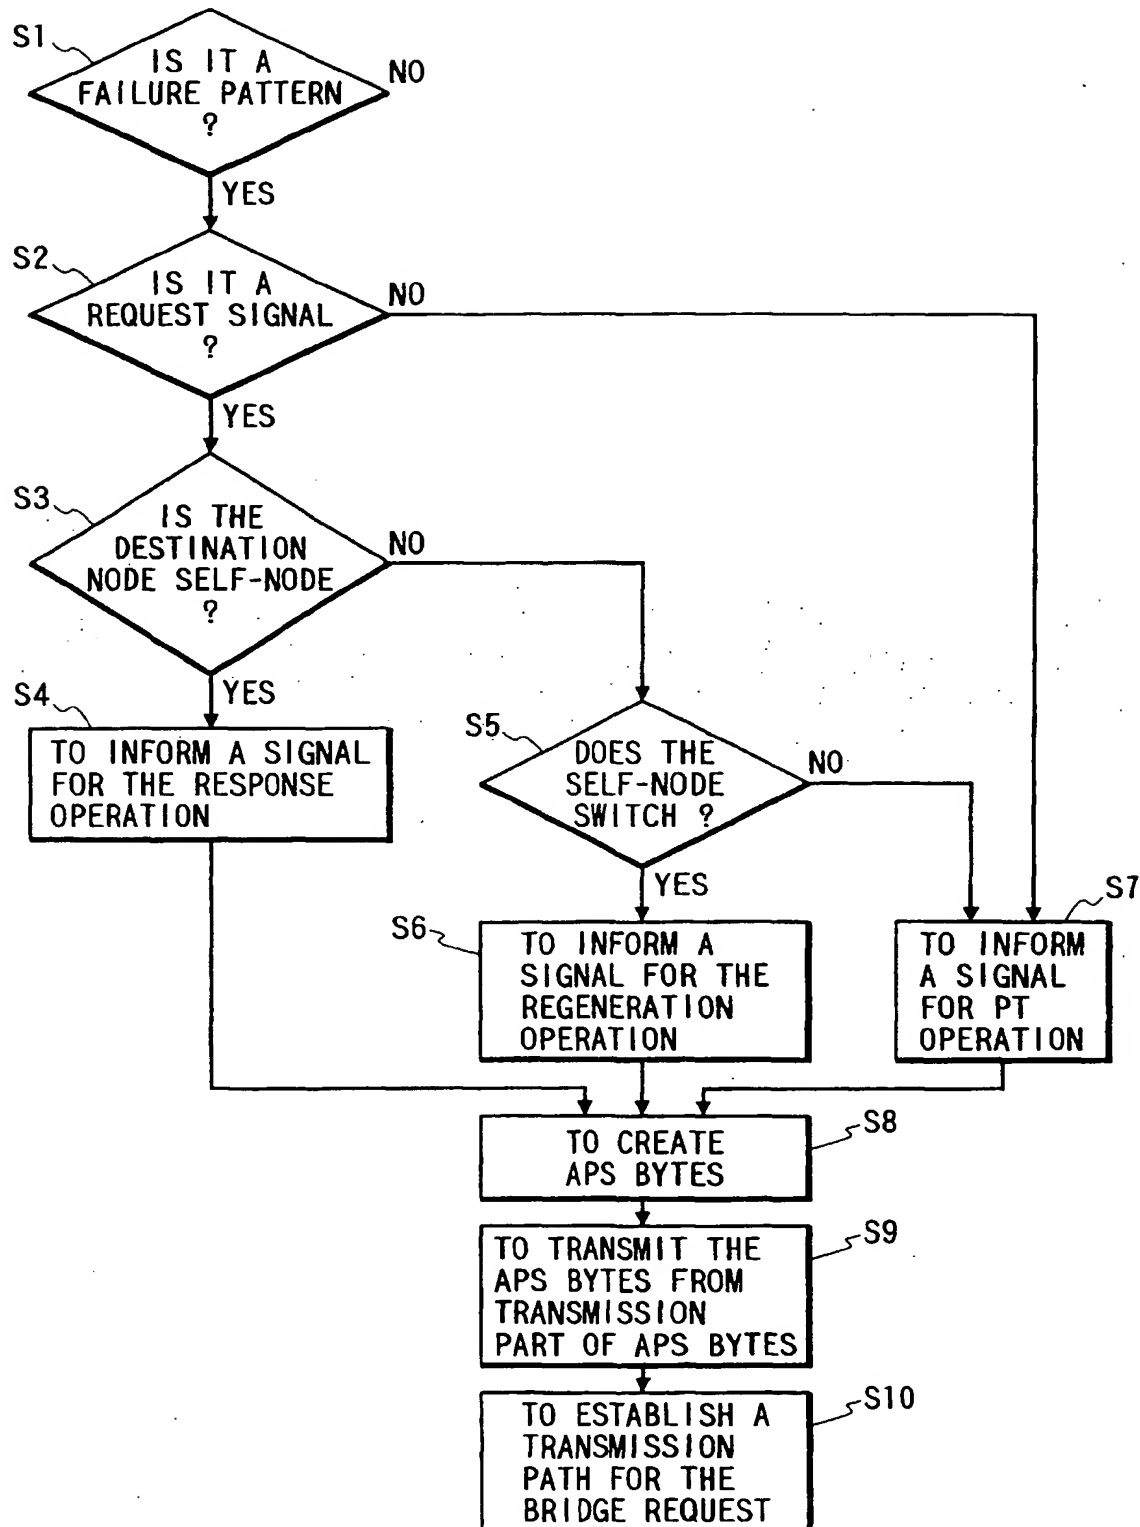 S1
IS IT A
FAILURE PATTERN
?
NO
YES
S2
IS IT A
REQUEST SIGNAL
?
NO
YES
S3
IS THE
DESTINATION
NODE SELF-NODE
?
NO
YES
S4
TO INFORM A SIGNAL
FOR THE RESPONSE
OPERATION
S5
DOES THE
SELF-NODE
SWITCH ?
NO
YES
S6
TO INFORM A
SIGNAL FOR THE
REGENERATION
OPERATION
S7
TO INFORM
A SIGNAL
FOR PT
OPERATION
S8
TO CREATE
APS BYTES
S9
TO TRANSMIT THE
APS BYTES FROM
TRANSMISSION
PART OF APS BYTES
S10
TO ESTABLISH A
TRANSMISSION
PATH FOR THE
BRIDGE REQUEST